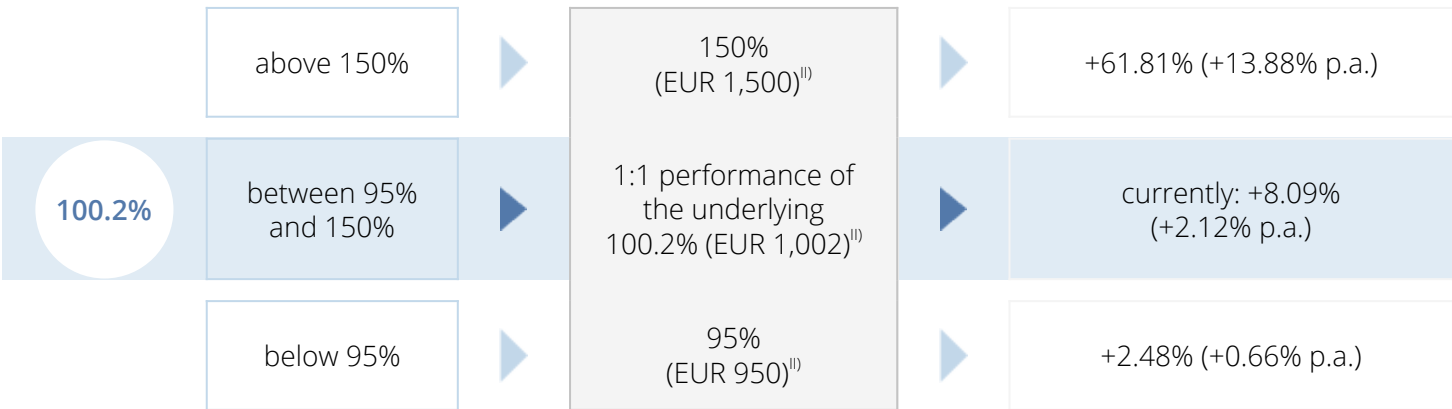 above 150%
150%
(EUR 1,500)II)
+61.81% (+13.88% p.a.)
100.2%
between 95%
and 150%
1:1 performance of
the underlying
100.2% (EUR 1,002)II)
currently: +8.09%
(+2.12% p.a.)
below 95%
95%
(EUR 950)II)
+2.48% (+0.66% p.a.)